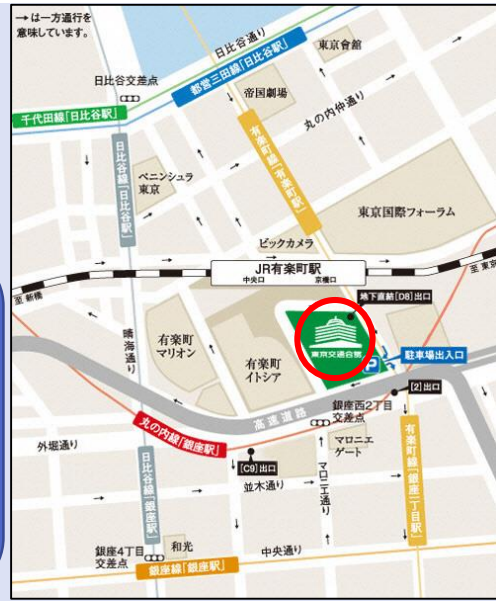 → は一方通行を
意味しています。
日比谷通り
東京會館
日比谷交差点
都営三田線「日比谷駅」
帝国劇場
千代田線「日比谷駅」
丸の内仲通り
日比谷線「日比谷駅」
有楽町線「有楽町駅」
ペニンシュラ
東京
東京国際フォーラム
ビックカメラ
JR有楽町駅
中央口
京橋口
至 新橋
至 東京
地下直結[D8]出口
晴海通り
有楽町
マリオン
有楽町
イトシア
東京交通会館
P
駐車場出入口
[2]出口
高速道路
銀座西2丁目
交差点
丸の内線「銀座駅」
外堀通り
マロニエ
ゲート
[C9]出口
並木通り
マロニエ通り
有楽町線「銀座一丁目駅」
日比谷線「銀座駅」
銀座4丁目
交差点
和光
中央通り
銀座線「銀座駅」